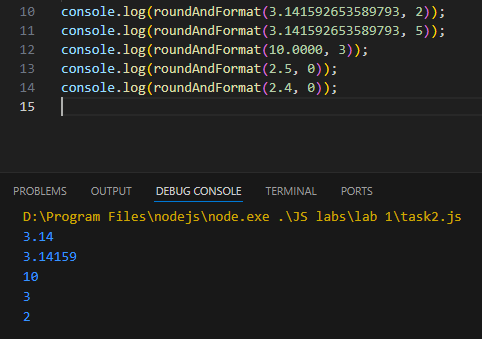 10 console.log(roundAndFormat(3.141592653589793, 2));
11 console.log(roundAndFormat(3.141592653589793, 5));
12 console.log(roundAndFormat(10.0000, 3));
13 console.log(roundAndFormat(2.5, 0));
14 console.log(roundAndFormat(2.4, 0));
15
PROBLEMS OUTPUT DEBUG CONSOLE TERMINAL PORTS
D:\Program Files\nodejs\node.exe .\JS labs\lab 1\task2.js
3.14
3.14159
10
3
2